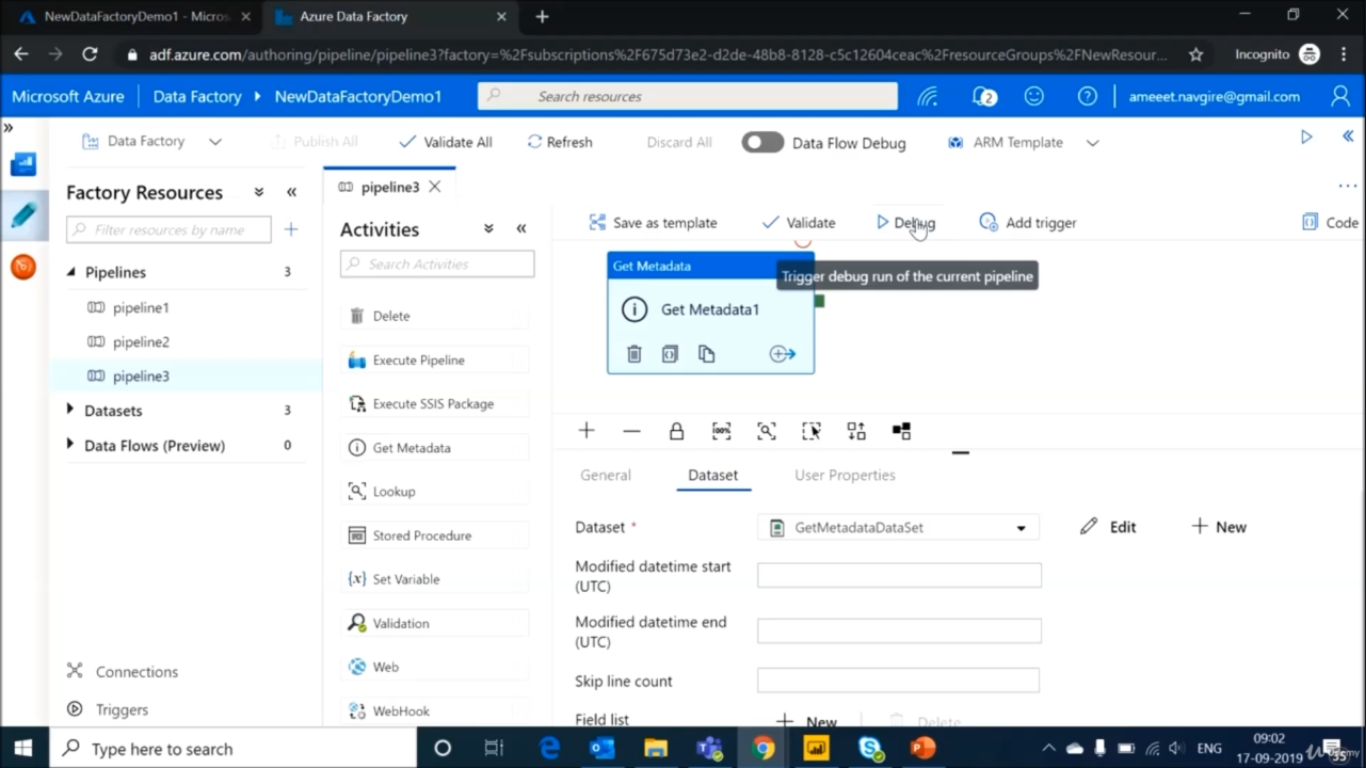 NewDataFactoryDemo1 - Micros
Azure Data Factory
adf.azure.com/authoring/pipeline/pipeline3?factory=%2Fsubscriptions%2F675d73e2-d2de-48b8-8128-c5c12604ceac%2FresourceGroups%2FNewResour...
Incognito
Microsoft Azure
Data Factory
NewDataFactoryDemo1
Search resources
2
ameeet.navgire@gmail.com
Data Factory
Publish All
Validate All
Refresh
Discard All
Data Flow Debug
ARM Template
Factory Resources
Filter resources by name
Pipelines 3
pipeline1
pipeline2
pipeline3
Datasets 3
Data Flows (Preview) 0
Connections
Triggers
pipeline3
Activities
Search Activities
Delete
Execute Pipeline
Execute SSIS Package
Get Metadata
Lookup
Stored Procedure
Set Variable
Validation
Web
WebHook
Save as template
Validate
Debug
Add trigger
Code
Trigger debug run of the current pipeline
Get Metadata
Get Metadata1
100%
General
Dataset
User Properties
Dataset *
GetMetadataDataSet
Edit
New
Modified datetime start
(UTC)
Modified datetime end
(UTC)
Skip line count
Field list
New
Delete
Type here to search
ENG
09:02
17-09-2019